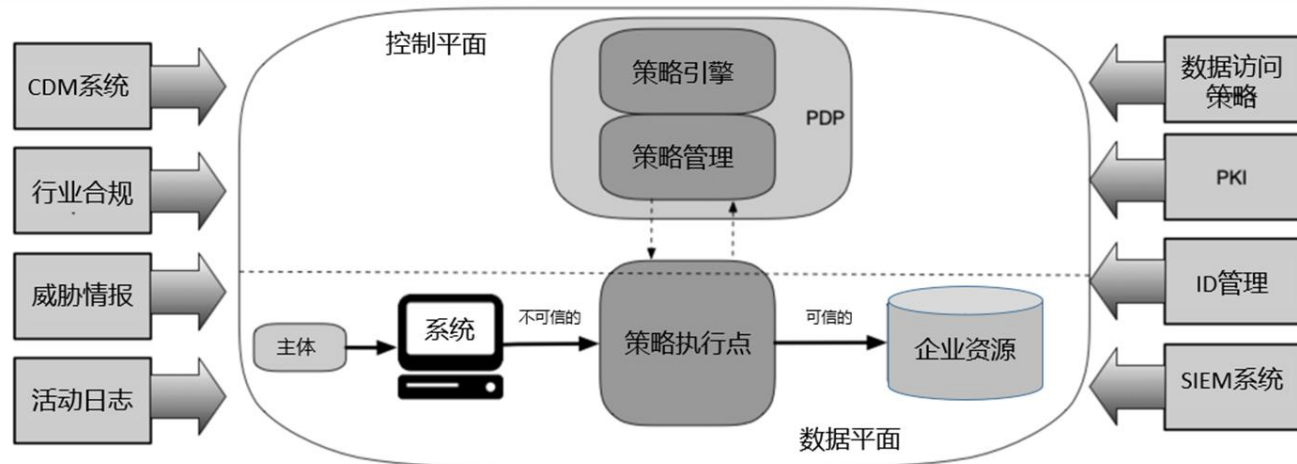 控制平面
CDM系统
行业合规
威胁情报
活动日志
策略引擎
策略管理
PDP
主体
系统
不可信的
策略执行点
可信的
企业资源
数据平面
数据访问
策略
PKI
ID管理
SIEM系统